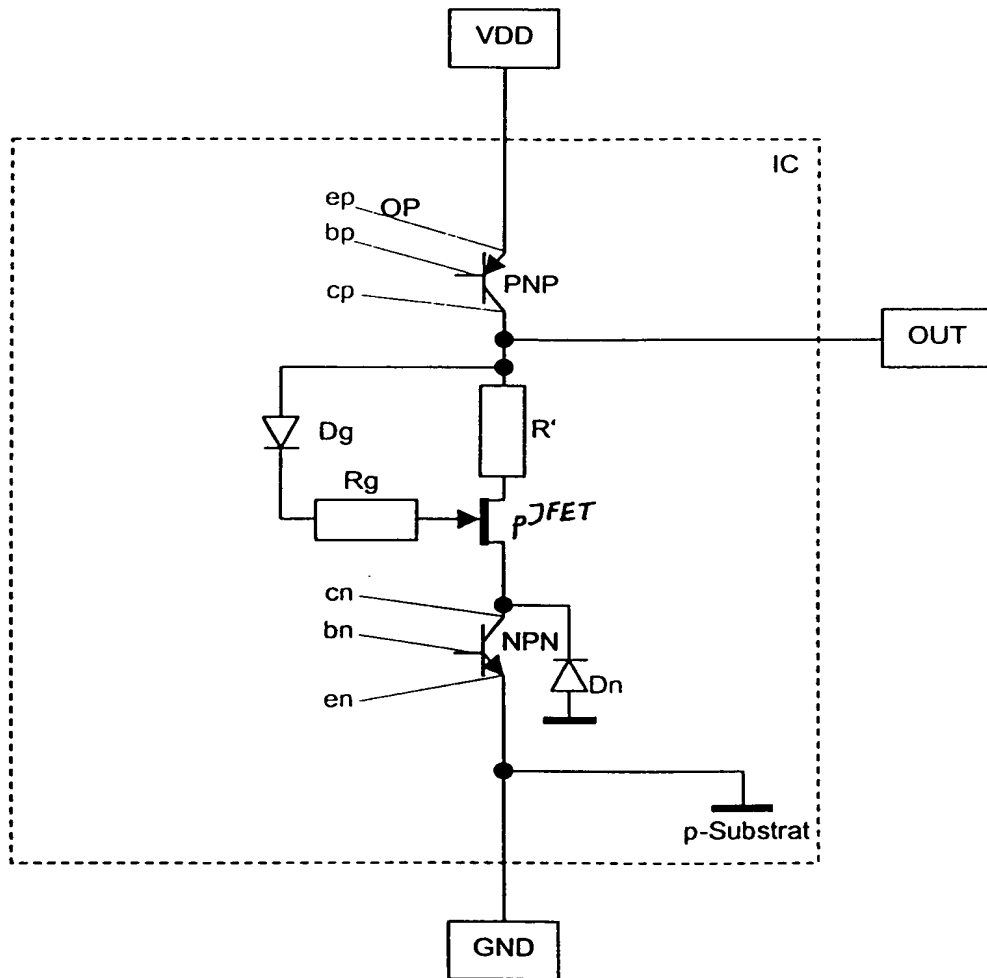 VDD
IC
ep OP
bp
PNP
cp
OUT
Dg
R'
Rg
pJFET
cn
bn
NPN
en
Dn
p-Substrat
GND